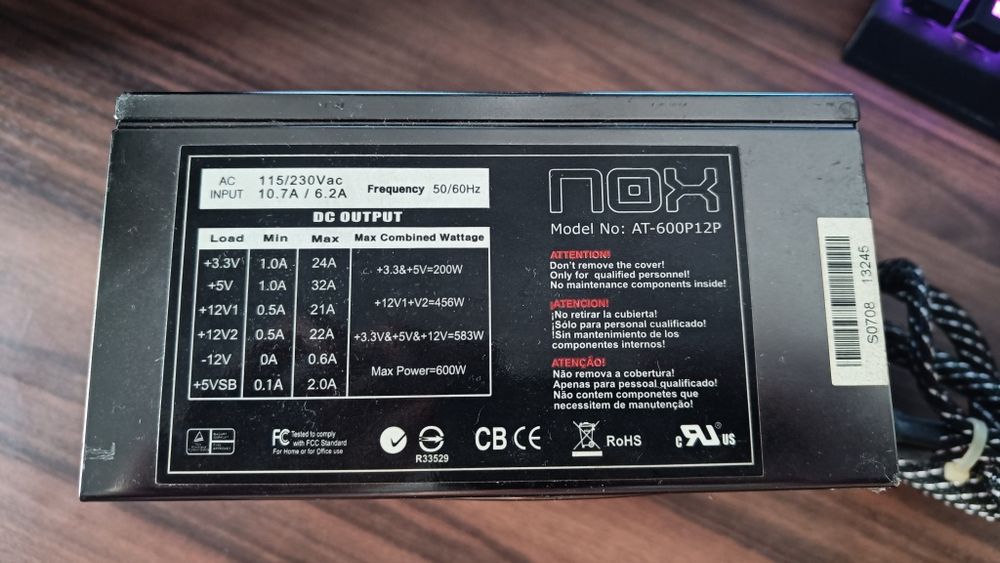 AC INPUT 115/230Vac 10.7A / 6.2A Frequency 50/60Hz
DC OUTPUT
Load Min Max Max Combined Wattage
+3.3V 1.0A 24A
+5V 1.0A 32A
+3.3&+5V=200W
+12V1 0.5A 21A
+12V1+V2=456W
+12V2 0.5A 22A
+3.3V&+5V&+12V=583W
-12V 0A 0.6A
+5VSB 0.1A 2.0A
Max Power=600W
nox
Model No: AT-600P12P
ATTENTION!
Don't remove the cover!
Only for qualified personnel!
No maintenance components inside!
ATENCION!
¡No retirar la cubierta!
¡Sólo para personal cualificado!
¡Sin mantenimiento de los
componentes internos!
ATENÇÃO!
Não remova a cobertura!
Apenas para pessoal qualificado!
Não contem componetes que
necessitem de manutenção!
FC Tested to comply
with FCC Standard
For Home or for Office use
R33529
CB CE
RoHS
c RU ® US
S0708 13245